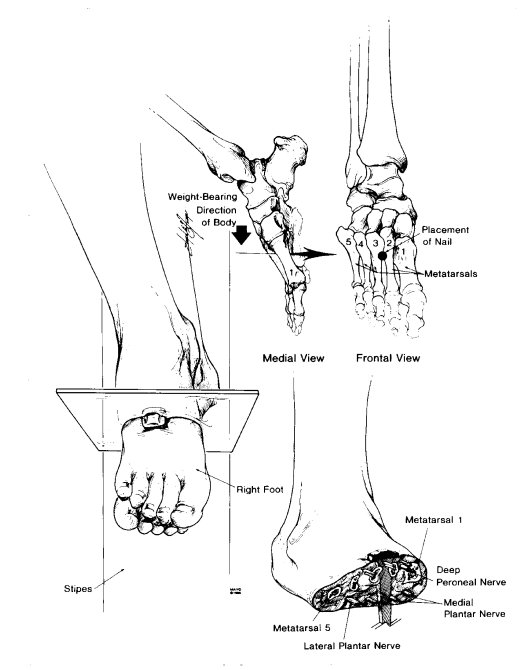 Weight-Bearing
Direction
of Body
5
4
3
2
1
Placement
of Nail
Metatarsals
1
Medial View
Frontal View
Right Foot
Stipes
MAYO
Metatarsal 1
Deep
Peroneal Nerve
Medial
Plantar Nerve
Metatarsal 5
Lateral Plantar Nerve